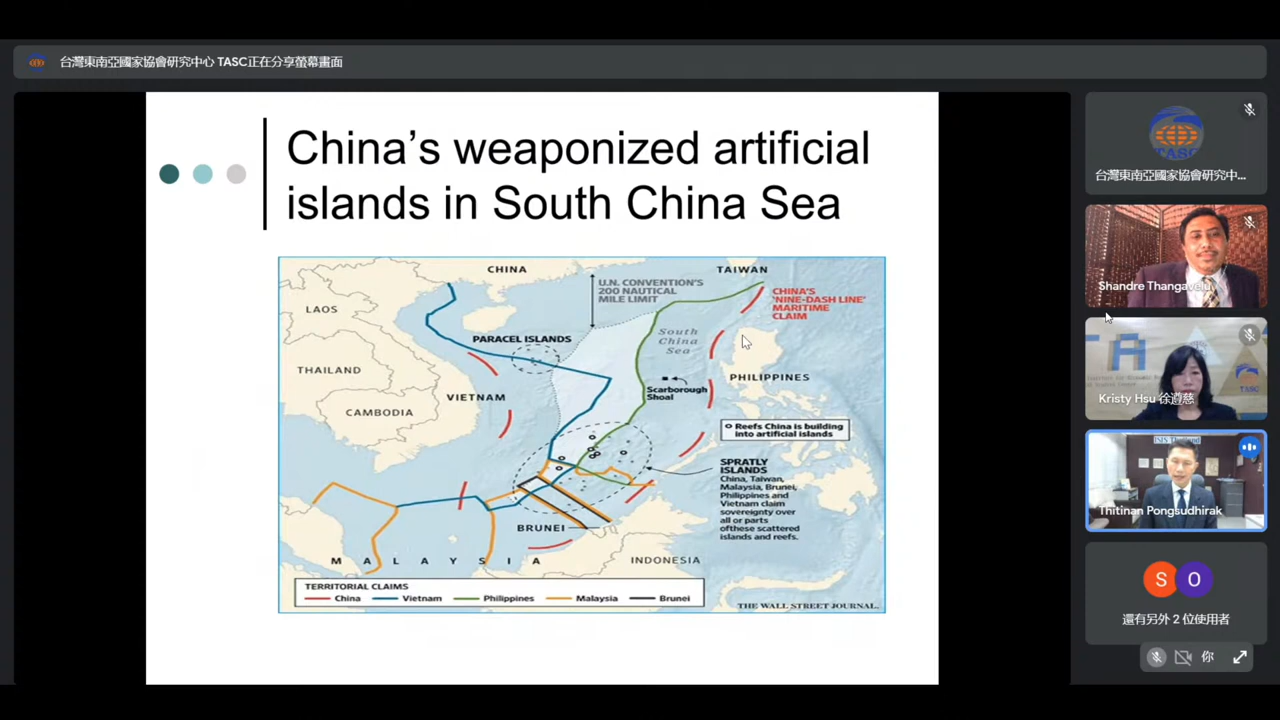 台灣東南亞國家協會研究中心 TASC正在分享螢幕畫面
China's weaponized artificial
islands in South China Sea
CHINA
TAIWAN
U.N. CONVENTION'S
200 NAUTICAL
MILE LIMIT
CHINA'S
'NINE-DASH LINE'
MARITIME
CLAIM
LAOS
South
China
Sea
PARACEL ISLANDS
THAILAND
PHILIPPINES
VIETNAM
Scarborough
Shoal
CAMBODIA
Reefs China is building
into artificial islands
SPRATLY
ISLANDS
China, Taiwan,
Malaysia, Brunei,
Philippines and
Vietnam claim
sovereignty over
all or parts
ofthese scattered
islands and reefs.
BRUNEI
MALAYSIA
INDONESIA
TERRITORIAL CLAIMS
China Vietnam Philippines Malaysia Brunei
THE WALL STREET JOURNAL.
TASC
台灣東南亞國家協會研究中...
Shandre Thangavelu
Kristy Hsu 徐遵慈
ISIS Thailand
Thitinan Pongsudhirak
S O
還有另外 2 位使用者
你